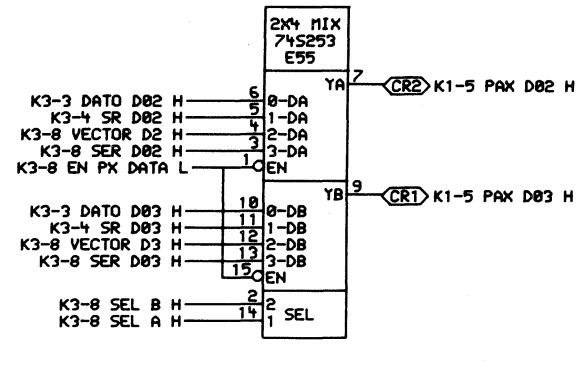 2X4 MIX
74S253
E55
YA 7 CR2 K1-5 PAX D02 H
K3-3 DATO D02 H 6 0-DA
K3-4 SR D02 H 5 1-DA
K3-8 VECTOR D2 H 4 2-DA
K3-8 SER D02 H 3 3-DA
K3-8 EN PX DATA L 1 EN
YB 9 CR1 K1-5 PAX D03 H
K3-3 DATO D03 H 10 0-DB
K3-4 SR D03 H 11 1-DB
K3-8 VECTOR D3 H 12 2-DB
K3-8 SER D03 H 13 3-DB
15 EN
K3-8 SEL B H 2 2
SEL
K3-8 SEL A H 14 1